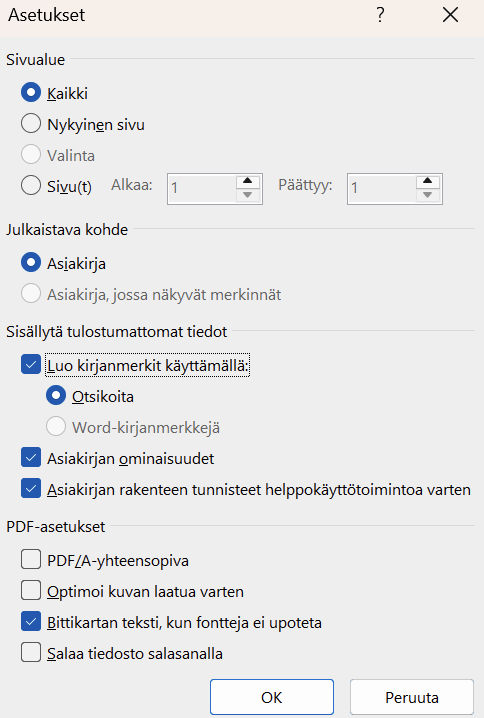 Asetukset ?
Sivualue
Kaikki
Nykyinen sivu
Valinta
Sivu(t) Alkaa: 1 Päättyy: 1
Julkaistava kohde
Asiakirja
Asiakirja, jossa näkyvät merkinnät
Sisällytä tulostumattomat tiedot
Luo kirjanmerkit käyttämällä:
Otsikoita
Word-kirjanmerkkejä
Asiakirjan ominaisuudet
Asiakirjan rakenteen tunnisteet helppokäyttötoimintoa varten
PDF-asetukset
PDF/A-yhteensopiva
Optimoi kuvan laatua varten
Bittikartan teksti, kun fontteja ei upoteta
Salaa tiedosto salasanalla
OK Peruuta